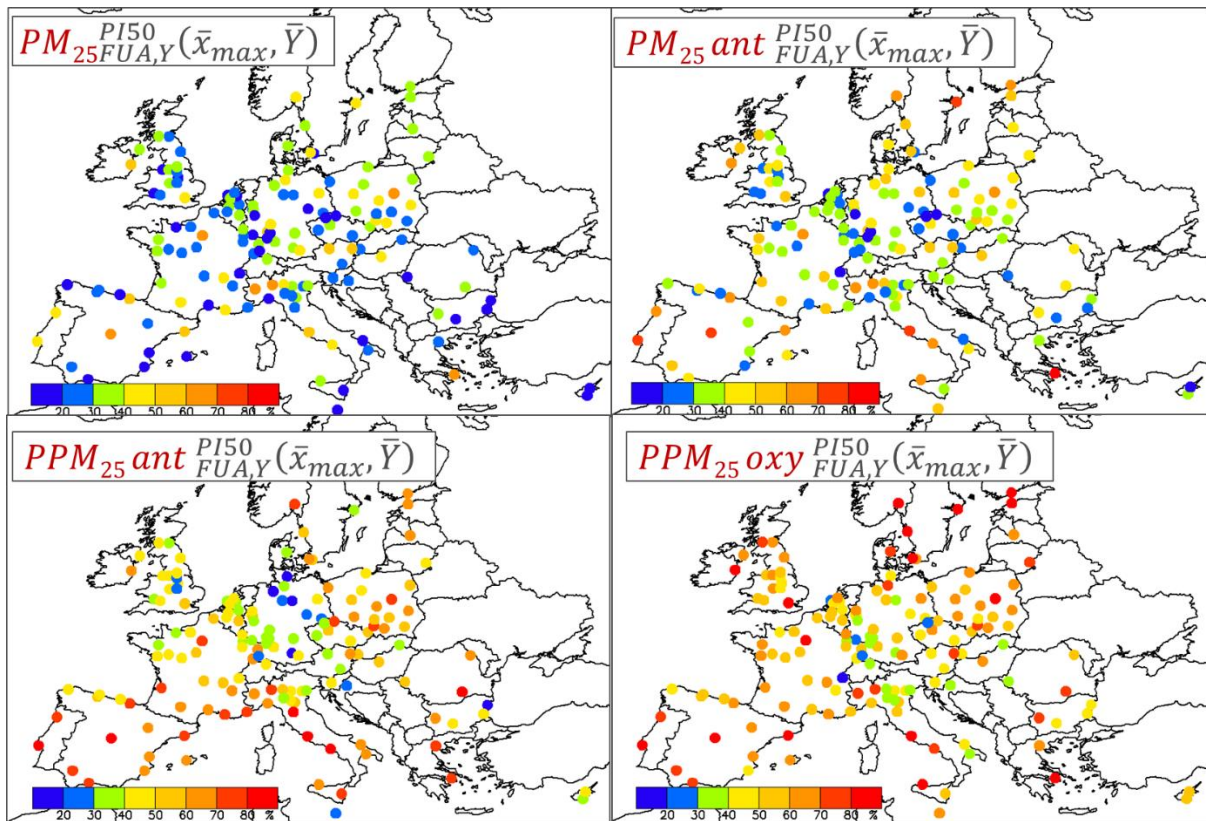 PM₂₅ PI50 FUA,Y (x̄max, Ȳ)
PM₂₅ ant PI50 FUA,Y (x̄max, Ȳ)
20 30 140 50 60 70 80 %
20 30 140 50 60 70 80 %
PPM₂₅ ant PI50 FUA,Y (x̄max, Ȳ)
PPM₂₅ oxy PI50 FUA,Y (x̄max, Ȳ)
20 30 40 50 60 70 80 %
20 30 40 50 60 70 80 %